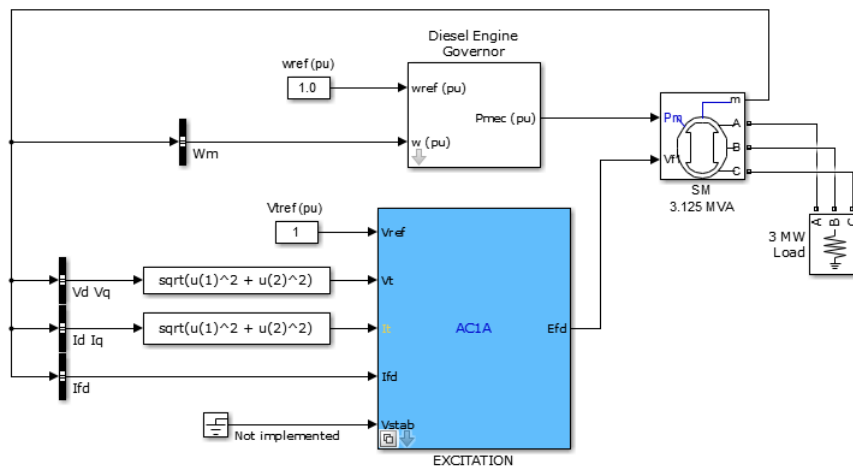 Diesel Engine
Governor
wref (pu)
1.0
wref (pu)
Pmec (pu)
w (pu)
Wm
m
Pm
A
B
Vf1
C
SM
3.125 MVA
A B C
3 MW
Load
Vtref (pu)
1
Vref
sqrt(u(1)^2 + u(2)^2)
Vt
Vd Vq
sqrt(u(1)^2 + u(2)^2)
It
AC1A
Efd
Id Iq
Ifd
Ifd
Vstab
Not implemented
EXCITATION